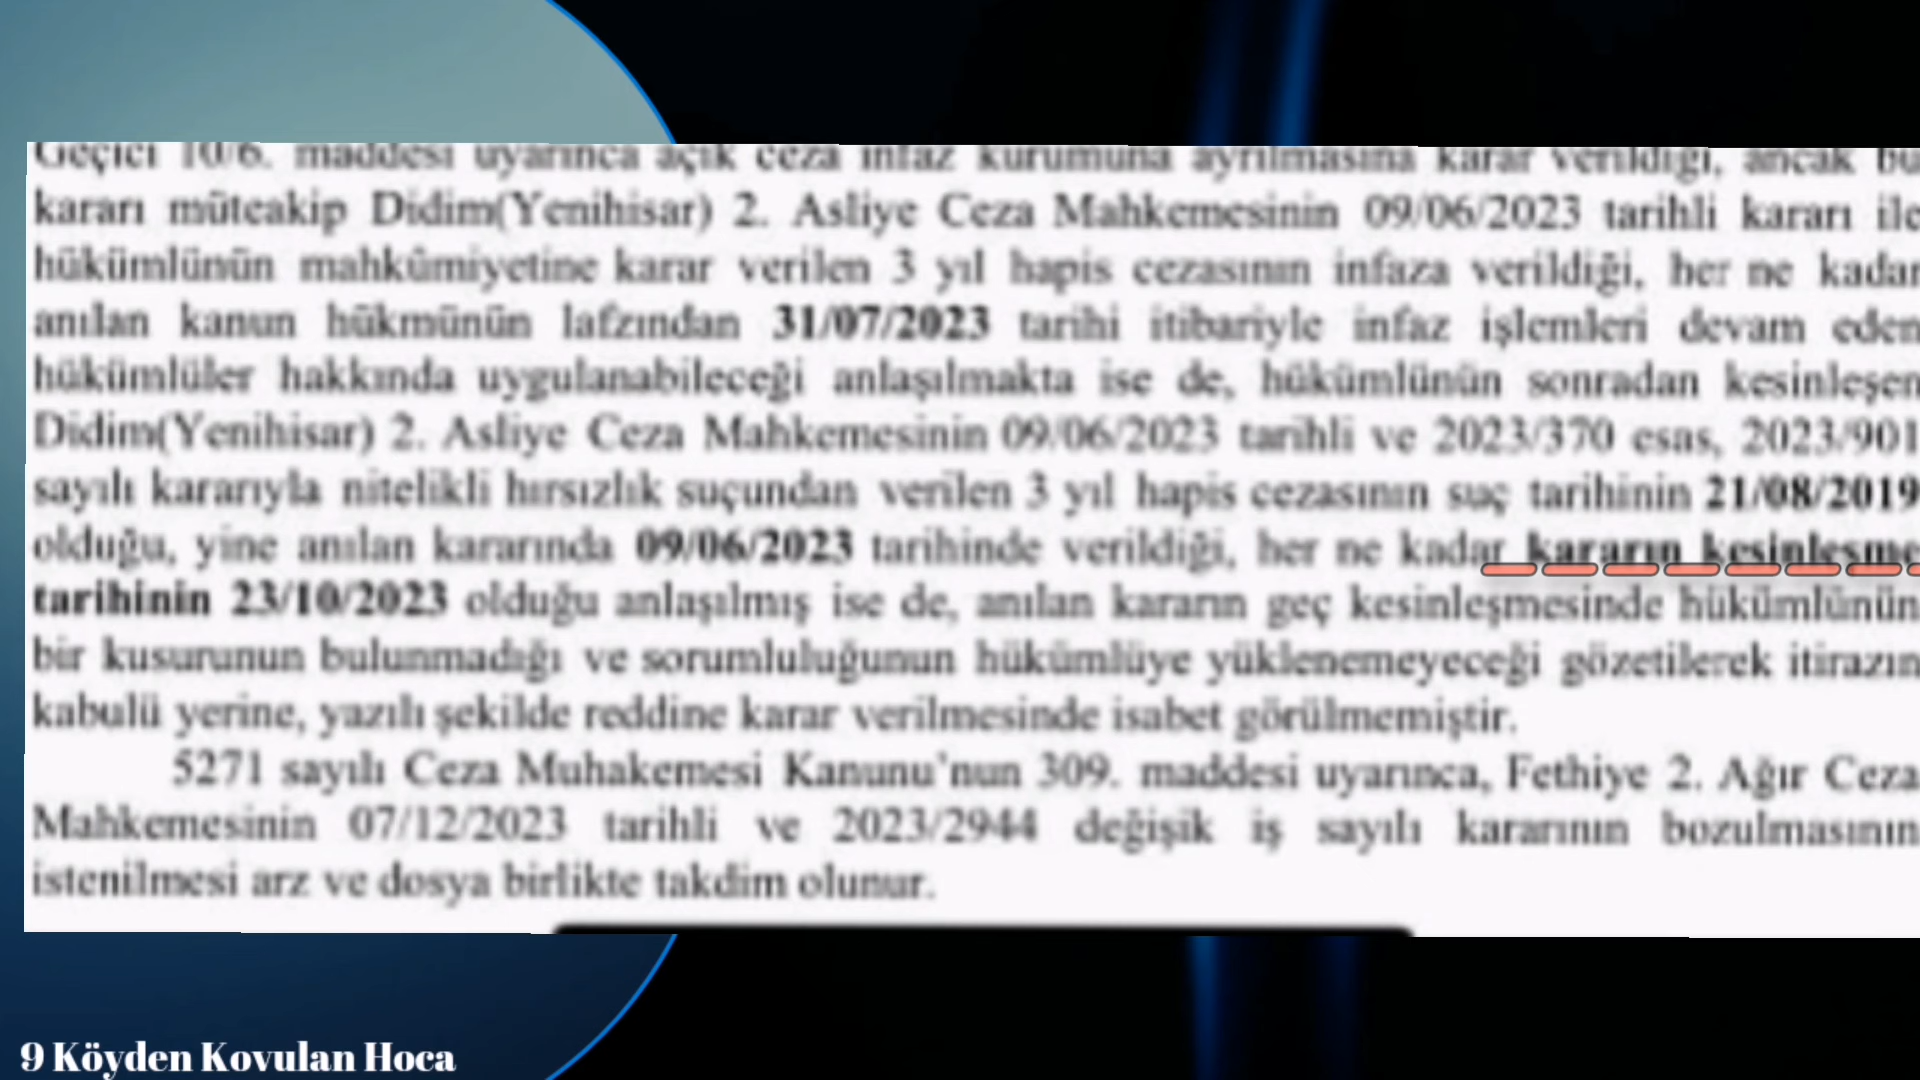 Geçici 10/6. maddesi uyarınca açık ceza infaz kurumuna ayrılmasına karar verildiği, ancak bu
kararı müteakip Didim(Yenihisar) 2. Asliye Ceza Mahkemesinin 09/06/2023 tarihli kararı ile
hükümlünün mahkûmiyetine karar verilen 3 yıl hapis cezasının infaza verildiği, her ne kadar
anılan kanun hükmünün lafzından 31/07/2023 tarihi itibariyle infaz işlemleri devam eden
hükümlüler hakkında uygulanabileceği anlaşılmakta ise de, hükümlünün sonradan kesinleşen
Didim(Yenihisar) 2. Asliye Ceza Mahkemesinin 09/06/2023 tarihli ve 2023/370 esas, 2023/901
sayılı kararıyla nitelikli hırsızlık suçundan verilen 3 yıl hapis cezasının suç tarihinin 21/08/2019
olduğu, yine anılan kararında 09/06/2023 tarihinde verildiği, her ne kadar kararın kesinleşme
tarihinin 23/10/2023 olduğu anlaşılmış ise de, anılan kararın geç kesinleşmesinde hükümlünün
bir kusurunun bulunmadığı ve sorumluluğunun hükümlüye yüklenemeyeceği gözetilerek itirazın
kabulü yerine, yazılı şekilde reddine karar verilmesinde isabet görülmemiştir.
5271 sayılı Ceza Muhakemesi Kanunu'nun 309. maddesi uyarınca, Fethiye 2. Ağır Ceza
Mahkemesinin 07/12/2023 tarihli ve 2023/2944 değişik iş sayılı kararının bozulmasının
istenilmesi arz ve dosya birlikte takdim olunur.
9 Köyden Kovulan Hoca